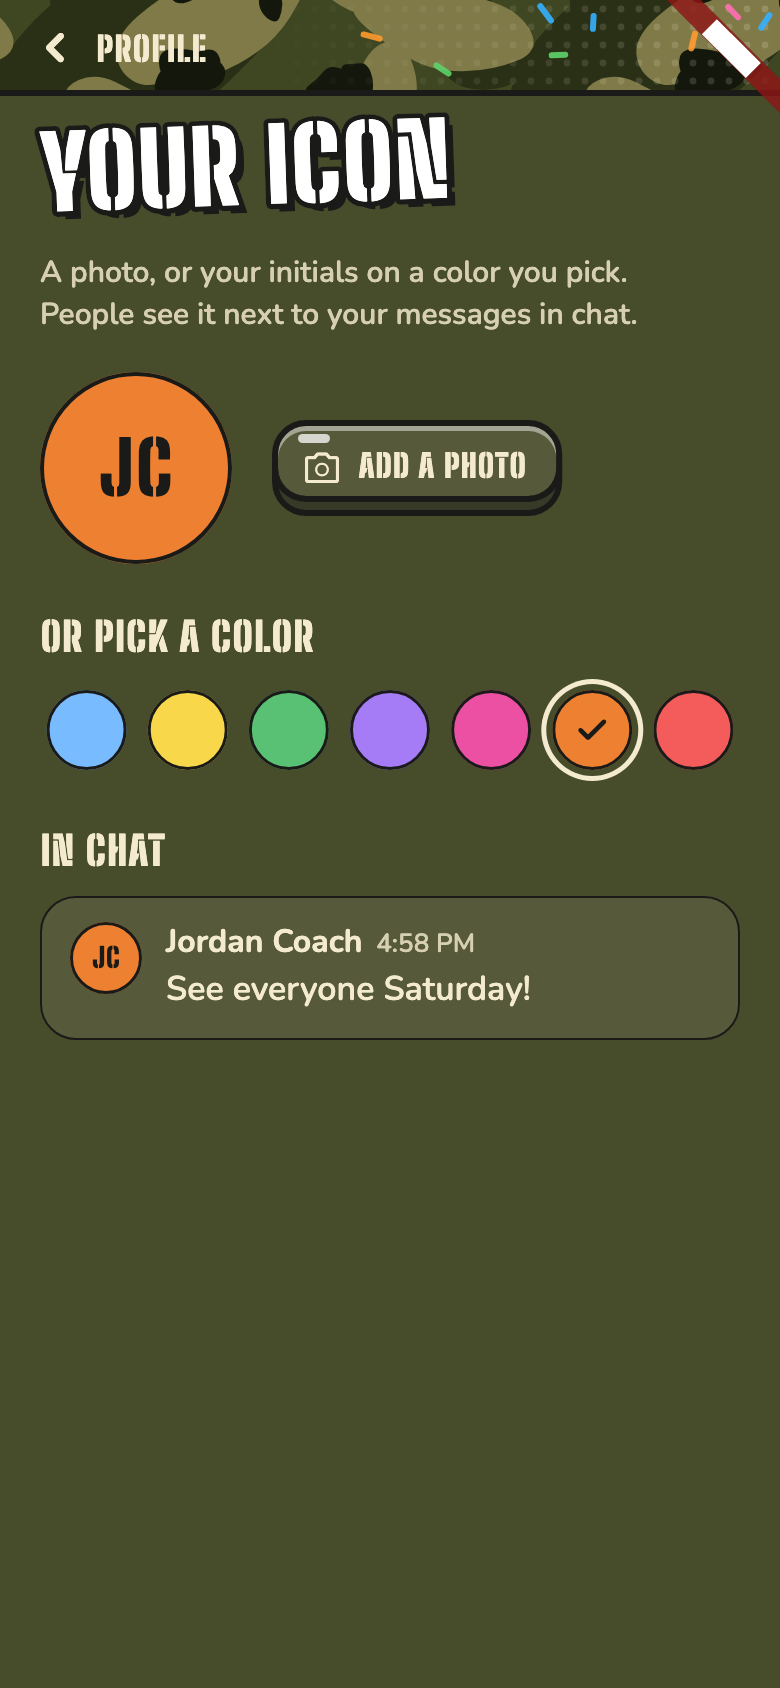 PROFILE
YOUR ICON
A photo, or your initials on a color you pick.
People see it next to your messages in chat.
JC
ADD A PHOTO
OR PICK A COLOR
IN CHAT
JC
Jordan Coach 4:58 PM
See everyone Saturday!